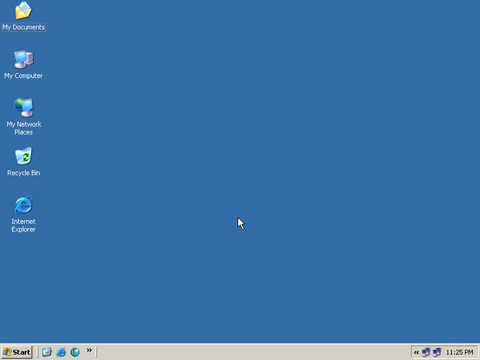 My Documents
My Computer
My Network
Places
Recycle Bin
Internet
Explorer
Start
»
«
11:25 PM